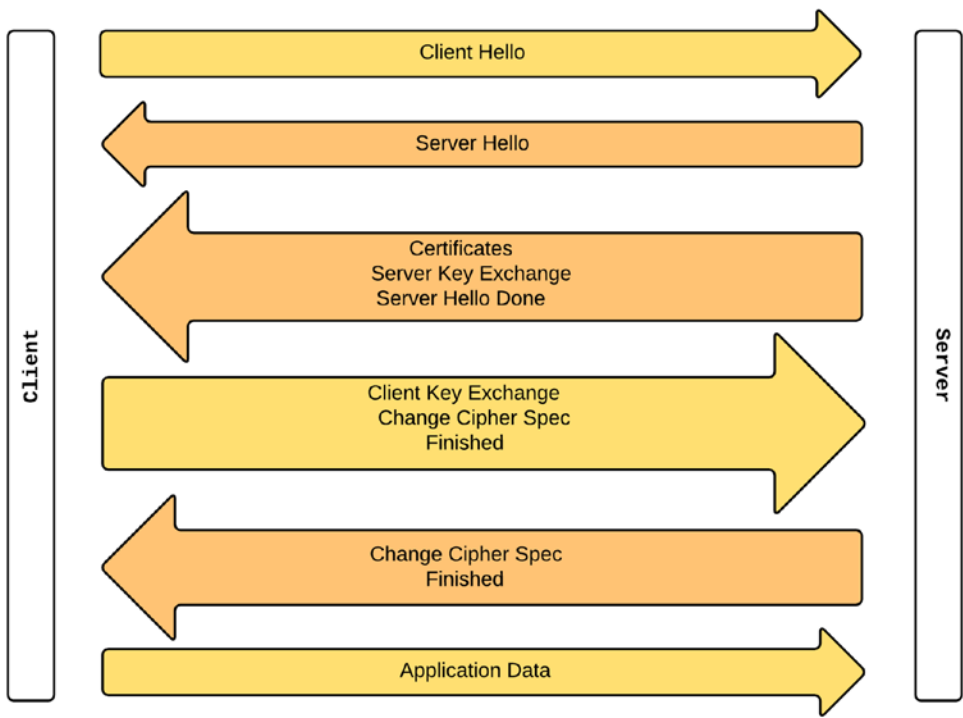 Client Hello
Server Hello
Certificates
Server Key Exchange
Server Hello Done
Client
Server
Client Key Exchange
Change Cipher Spec
Finished
Change Cipher Spec
Finished
Application Data